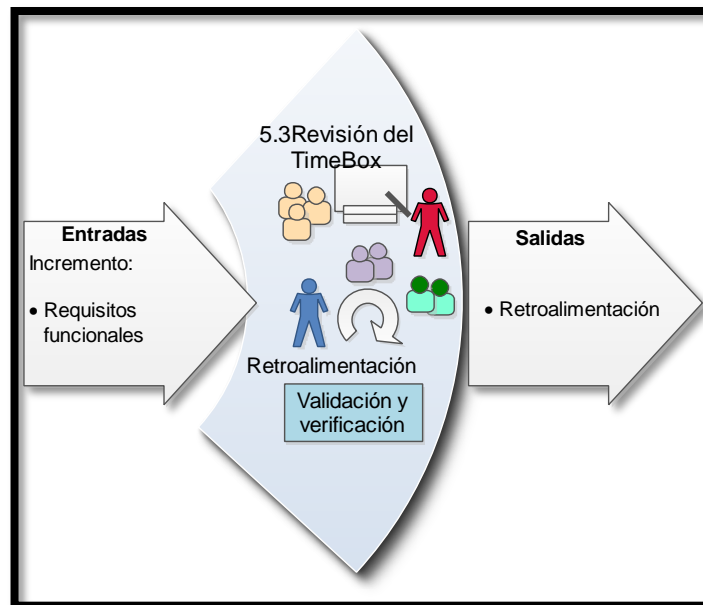 5.3Revisión del
TimeBox
Entradas
Incremento:
• Requisitos
funcionales
Retroalimentación
Validación y
verificación
Salidas
• Retroalimentación